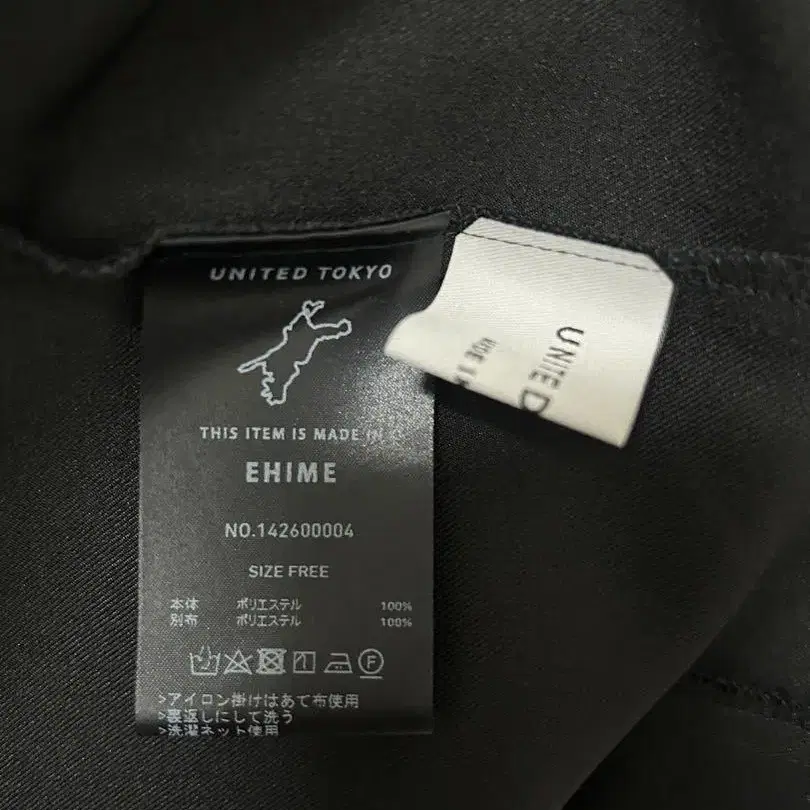 UNITED TOKYO
THIS ITEM IS MADE IN
EHIME
NO.142600004
SIZE FREE
本体 ポリエステル 100%
別布 ポリエステル 100%
>アイロン掛けはあて布使用
>裏返しにして洗う
>洗濯ネット使用
UNITED